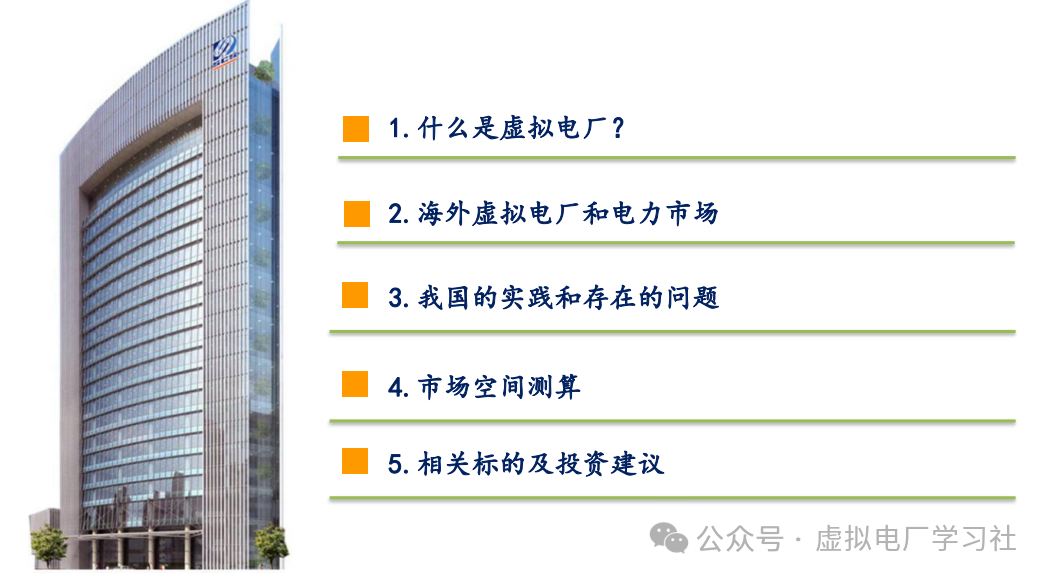 1.什么是虚拟电厂？
2.海外虚拟电厂和电力市场
3.我国的实践和存在的问题
4.市场空间测算
5.相关标的及投资建议
公众号·虚拟电厂学习社